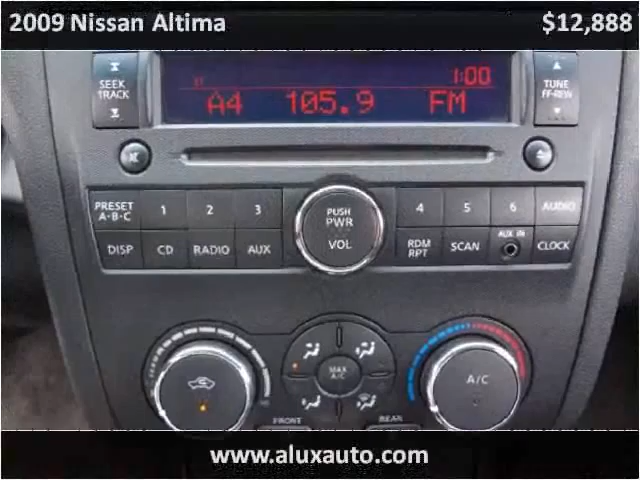 2009 Nissan Altima $12,888
SEEK
TRACK
1:00
A4 105.9 FM
TUNE
FF·REW
PRESET
A·B·C
1
2
3
PUSH
PWR
VOL
4
5
6
AUDIO
DISP
CD
RADIO
AUX
RDM
RPT
SCAN
AUX IN
CLOCK
MAX
A/C
A/C
FRONT
REAR
www.aluxauto.com